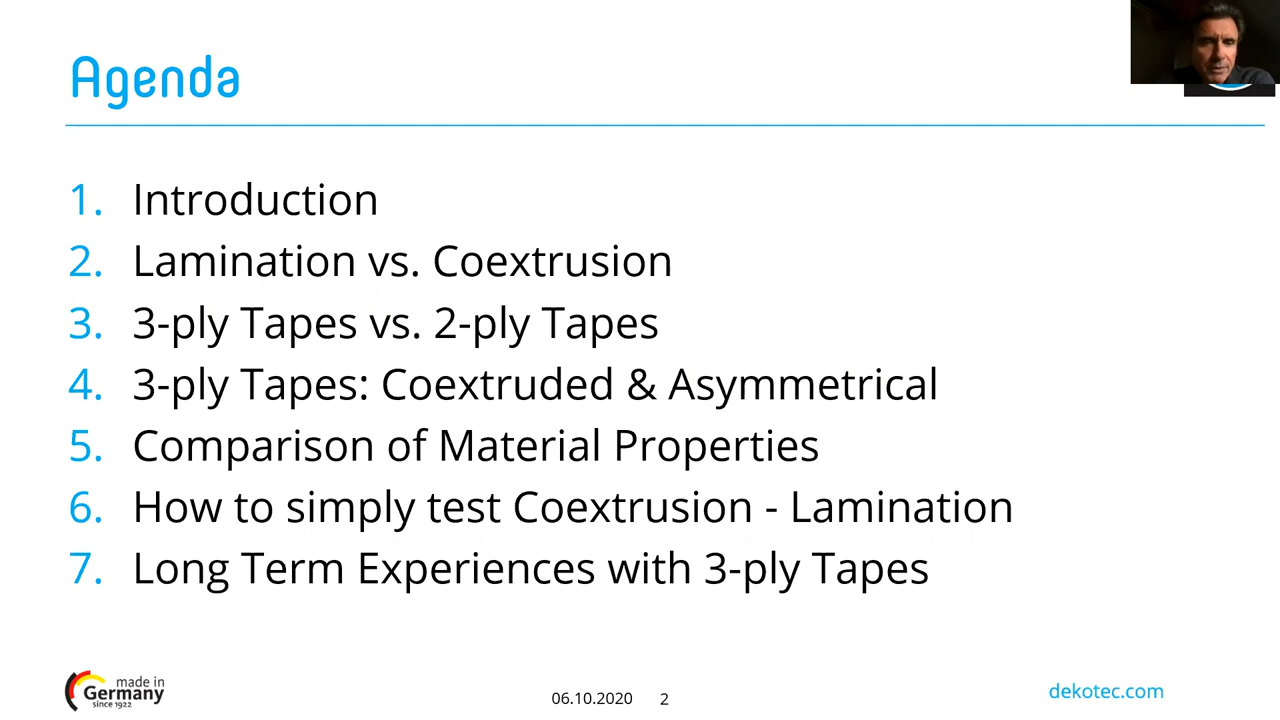 Agenda
1. Introduction
2. Lamination vs. Coextrusion
3. 3-ply Tapes vs. 2-ply Tapes
4. 3-ply Tapes: Coextruded & Asymmetrical
5. Comparison of Material Properties
6. How to simply test Coextrusion - Lamination
7. Long Term Experiences with 3-ply Tapes
made in
Germany
since 1922
06.10.2020 2
dekotec.com